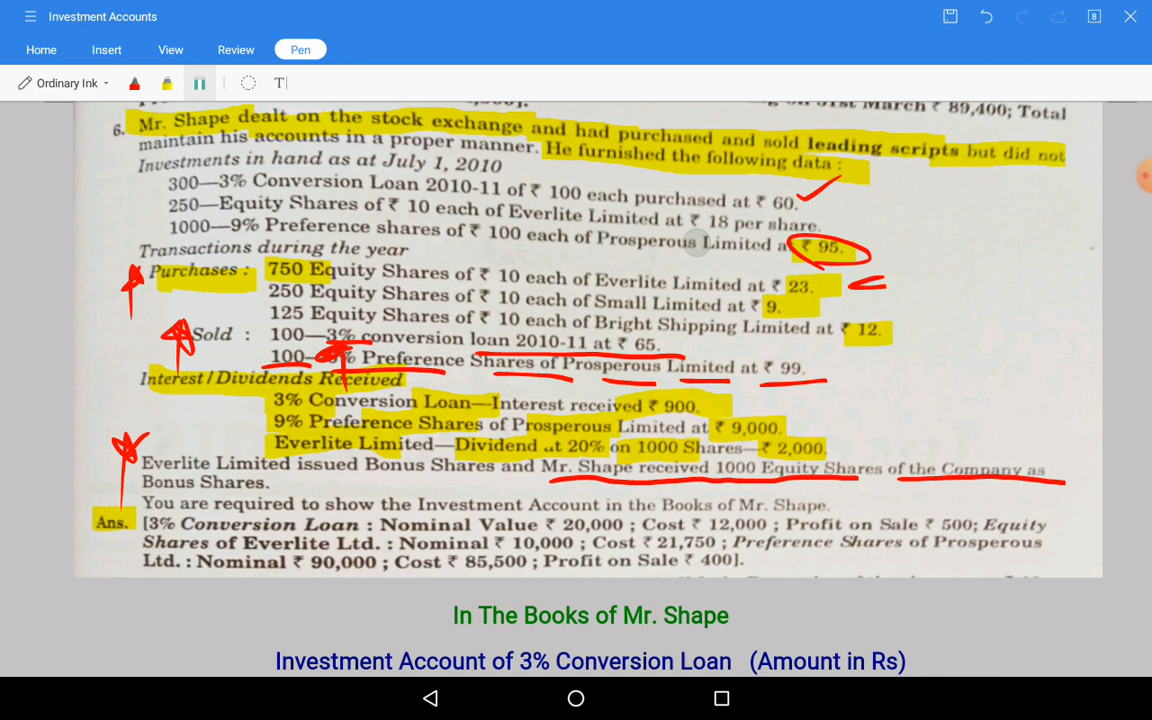 Investment Accounts
8
Home Insert View Review Pen
Ordinary Ink T
31st March ₹ 89,400; Total
6. Mr. Shape dealt on the stock exchange and had purchased and sold leading scripts but did not
maintain his accounts in a proper manner. He furnished the following data :
Investments in hand as at July 1, 2010
300—3% Conversion Loan 2010-11 of ₹ 100 each purchased at ₹ 60.
250—Equity Shares of ₹ 10 each of Everlite Limited at ₹ 18 per share.
1000—9% Preference shares of ₹ 100 each of Prosperous Limited a ₹ 95.
Transactions during the year
Purchases : 750 Equity Shares of ₹ 10 each of Everlite Limited at ₹ 23.
250 Equity Shares of ₹ 10 each of Small Limited at ₹ 9.
125 Equity Shares of ₹ 10 each of Bright Shipping Limited at ₹ 12.
Sold : 100—3% conversion loan 2010-11 at ₹ 65.
100— % Preference Shares of Prosperous Limited at ₹ 99.
Interest/Dividends Received
3% Conversion Loan—Interest received ₹ 900.
9% Preference Shares of Prosperous Limited at ₹ 9,000.
Everlite Limited—Dividend at 20% on 1000 Shares—₹ 2,000.
Everlite Limited issued Bonus Shares and Mr. Shape received 1000 Equity Shares of the Company as
Bonus Shares.
You are required to show the Investment Account in the Books of Mr. Shape.
Ans. [3% Conversion Loan : Nominal Value ₹ 20,000 ; Cost ₹ 12,000 ; Profit on Sale ₹ 500; Equity
Shares of Everlite Ltd. : Nominal ₹ 10,000 ; Cost ₹ 21,750 ; Preference Shares of Prosperous
Ltd. : Nominal ₹ 90,000 ; Cost ₹ 85,500 ; Profit on Sale ₹ 400].
In The Books of Mr. Shape
Investment Account of 3% Conversion Loan (Amount in Rs)